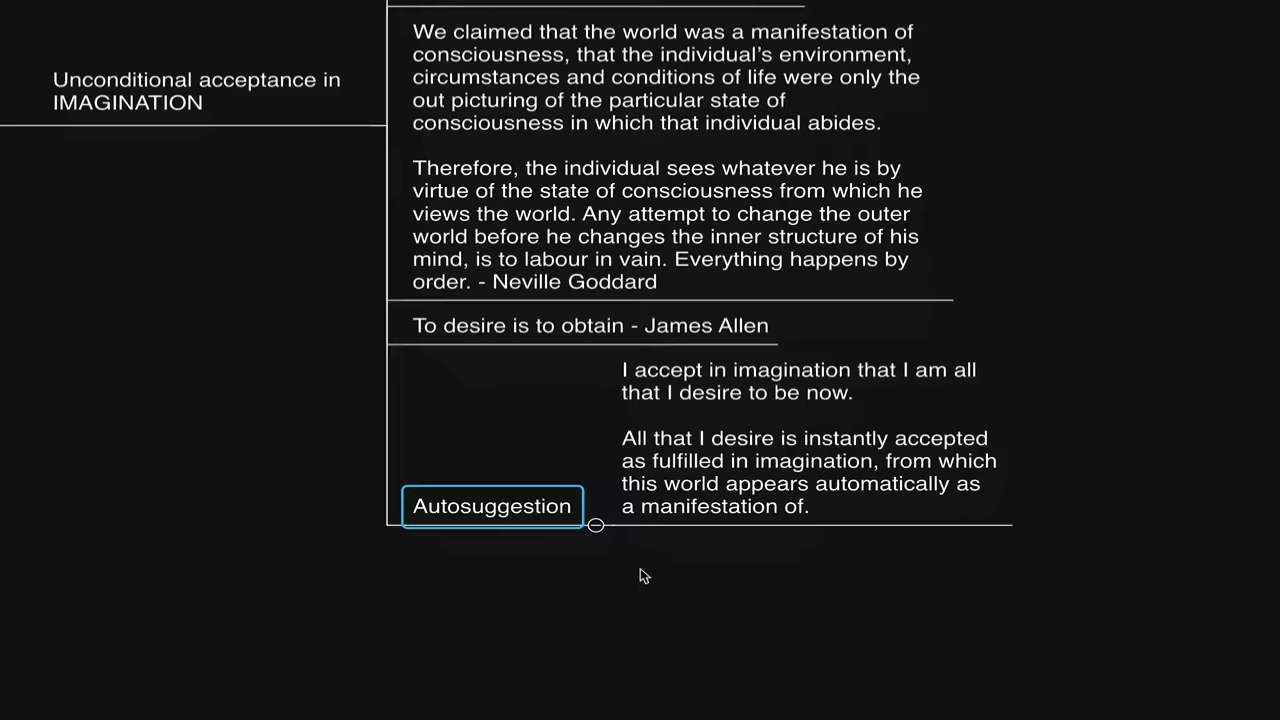 Unconditional acceptance in
IMAGINATION
We claimed that the world was a manifestation of
consciousness, that the individual’s environment,
circumstances and conditions of life were only the
out picturing of the particular state of
consciousness in which that individual abides.
Therefore, the individual sees whatever he is by
virtue of the state of consciousness from which he
views the world. Any attempt to change the outer
world before he changes the inner structure of his
mind, is to labour in vain. Everything happens by
order. - Neville Goddard
To desire is to obtain - James Allen
Autosuggestion
I accept in imagination that I am all
that I desire to be now.
All that I desire is instantly accepted
as fulfilled in imagination, from which
this world appears automatically as
a manifestation of.